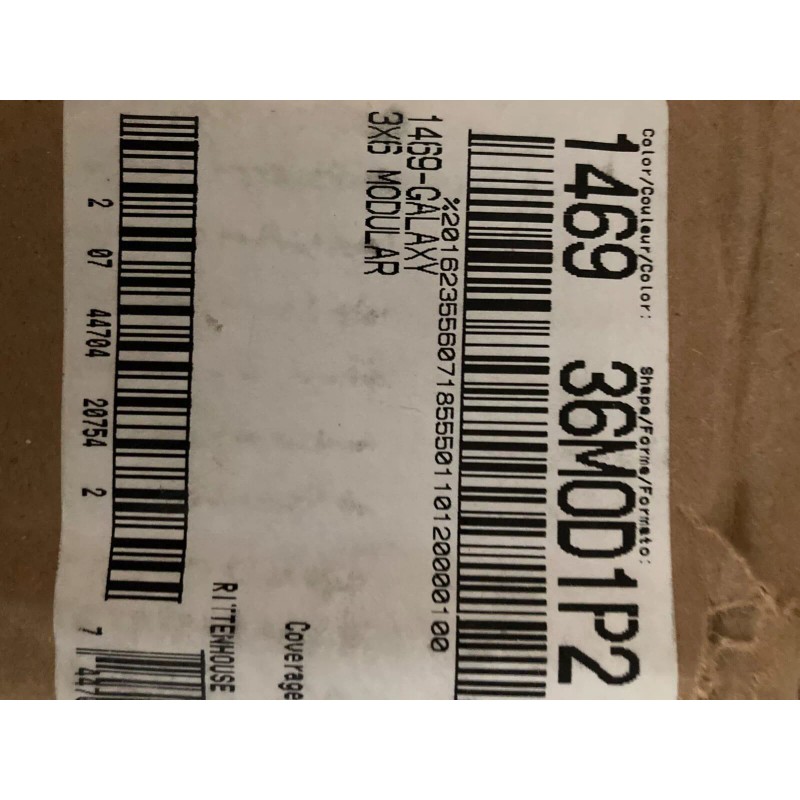 Color/Couleur/Color: Shape/Forme/Formato:
1469 36MOD1P2
%20162355607185550110120000100
1469-GALAXY
3X6 MODULAR
Coverage
RITTENHOUSE
2 07 44704 20754 2
7